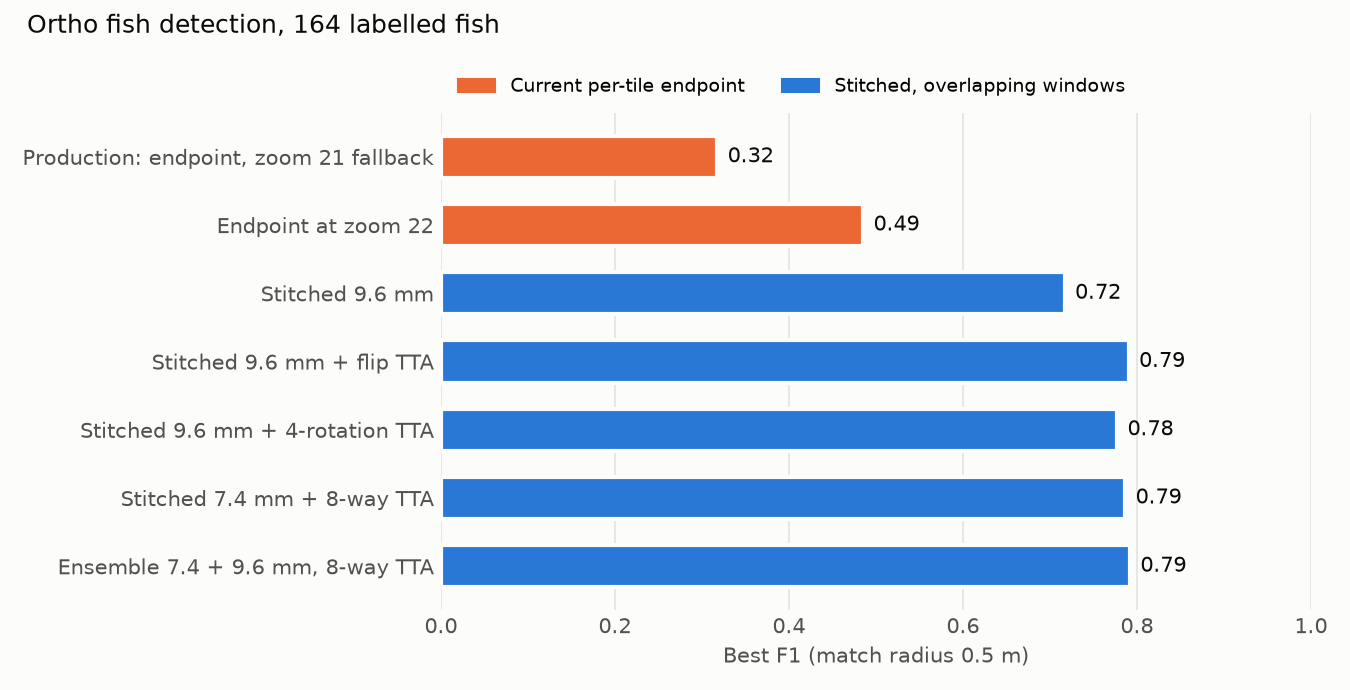 Ortho fish detection, 164 labelled fish
Current per-tile endpoint
Stitched, overlapping windows
Production: endpoint, zoom 21 fallback
0.32
Endpoint at zoom 22
0.49
Stitched 9.6 mm
0.72
Stitched 9.6 mm + flip TTA
0.79
Stitched 9.6 mm + 4-rotation TTA
0.78
Stitched 7.4 mm + 8-way TTA
0.79
Ensemble 7.4 + 9.6 mm, 8-way TTA
0.79
0.0 0.2 0.4 0.6 0.8 1.0
Best F1 (match radius 0.5 m)